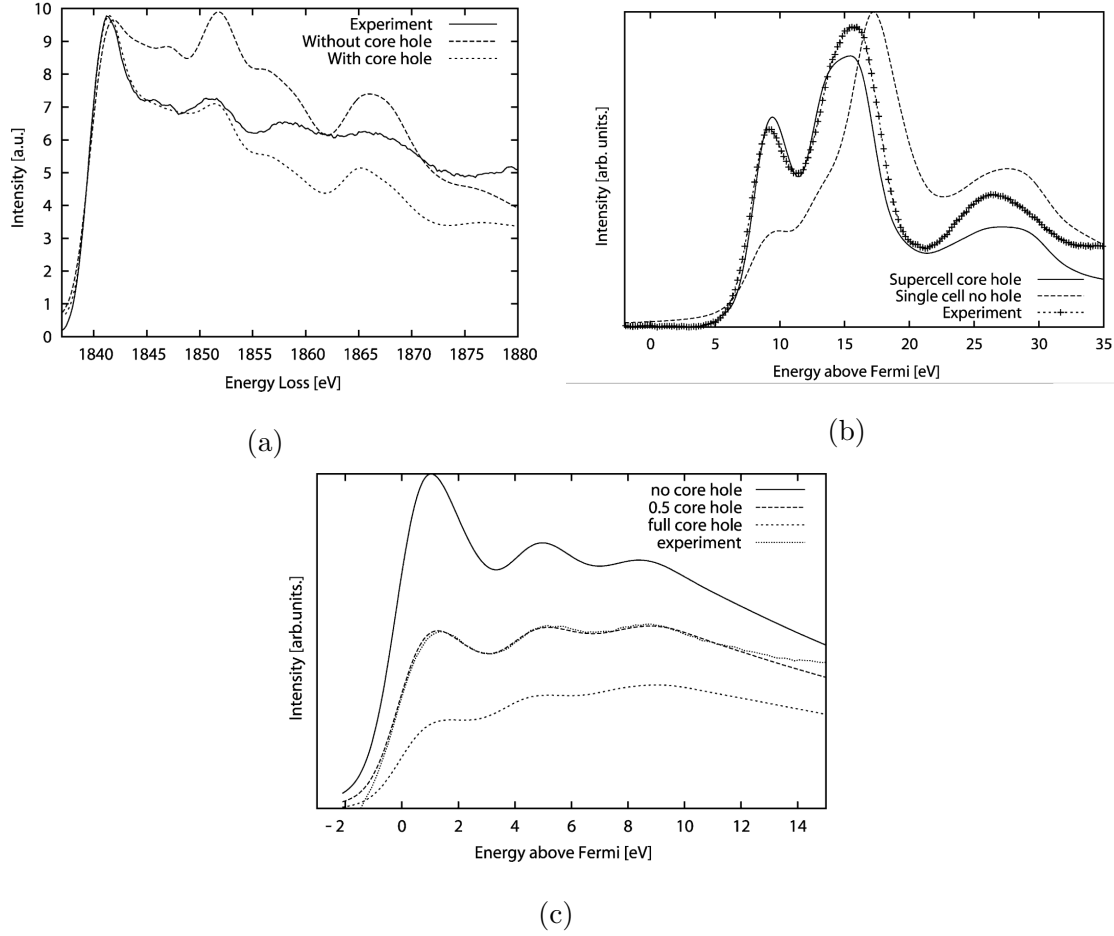 10
9
8
7
6
5
4
3
2
1
0
Intensity [a.u.]
Experiment
Without core hole
With core hole
1840 1845 1850 1855 1860 1865 1870 1875 1880
Energy Loss [eV]
(a)
Intensity [arb. units.]
Supercell core hole
Single cell no hole
Experiment
0 5 10 15 20 25 30 35
Energy above Fermi [eV]
(b)
Intensity [arb.units.]
no core hole
0.5 core hole
full core hole
experiment
-2 0 2 4 6 8 10 12 14
Energy above Fermi [eV]
(c)